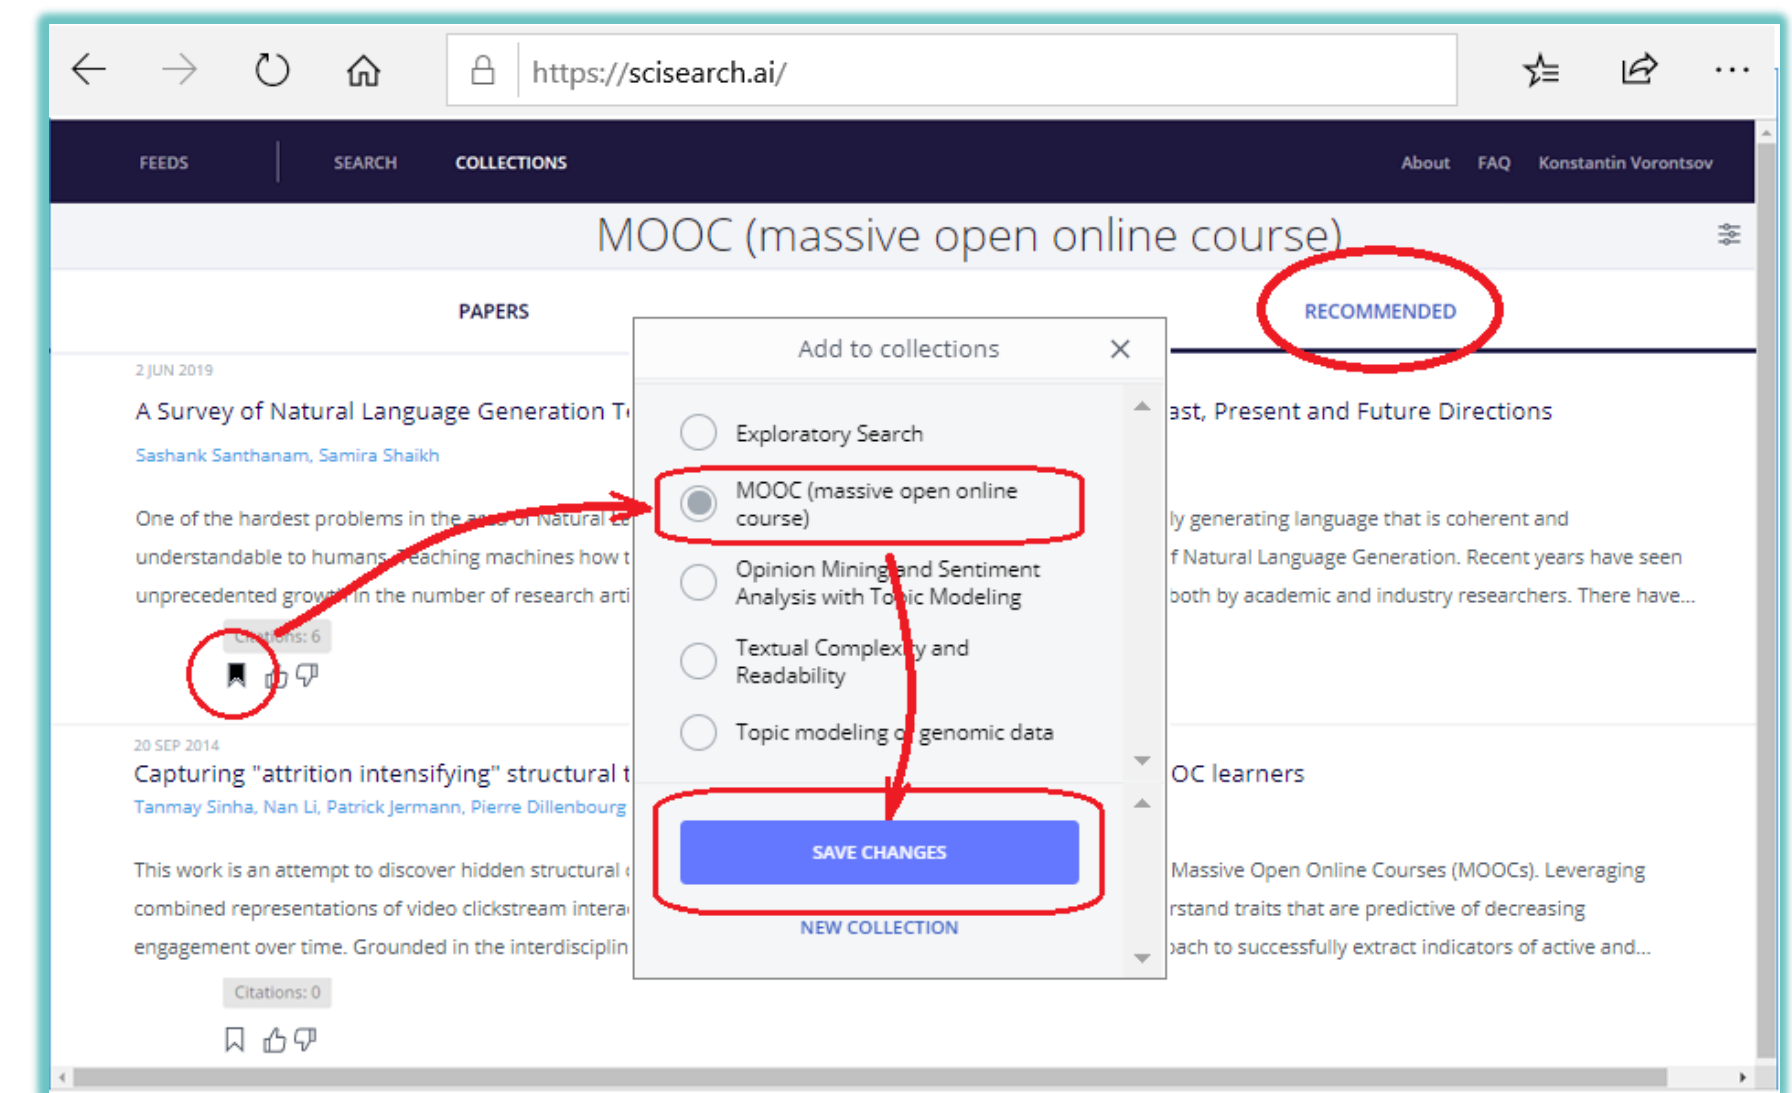 https://scisearch.ai/
FEEDS SEARCH COLLECTIONS About FAQ Konstantin Vorontsov
MOOC (massive open online course)
PAPERS RECOMMENDED
2 JUN 2019
A Survey of Natural Language Generation T ast, Present and Future Directions
Sashank Santhanam, Samira Shaikh
One of the hardest problems in the area of Natural ly generating language that is coherent and
understandable to humans. Teaching machines how t f Natural Language Generation. Recent years have seen
unprecedented growth in the number of research arti both by academic and industry researchers. There have...
Citations: 6
20 SEP 2014
Capturing "attrition intensifying" structural t OC learners
Tanmay Sinha, Nan Li, Patrick Jermann, Pierre Dillenbourg
This work is an attempt to discover hidden structural Massive Open Online Courses (MOOCs). Leveraging
combined representations of video clickstream intera rstand traits that are predictive of decreasing
engagement over time. Grounded in the interdisciplin oach to successfully extract indicators of active and...
Citations: 0
Add to collections
Exploratory Search
MOOC (massive open online
course)
Opinion Mining and Sentiment
Analysis with Topic Modeling
Textual Complexity and
Readability
Topic modeling of genomic data
SAVE CHANGES
NEW COLLECTION